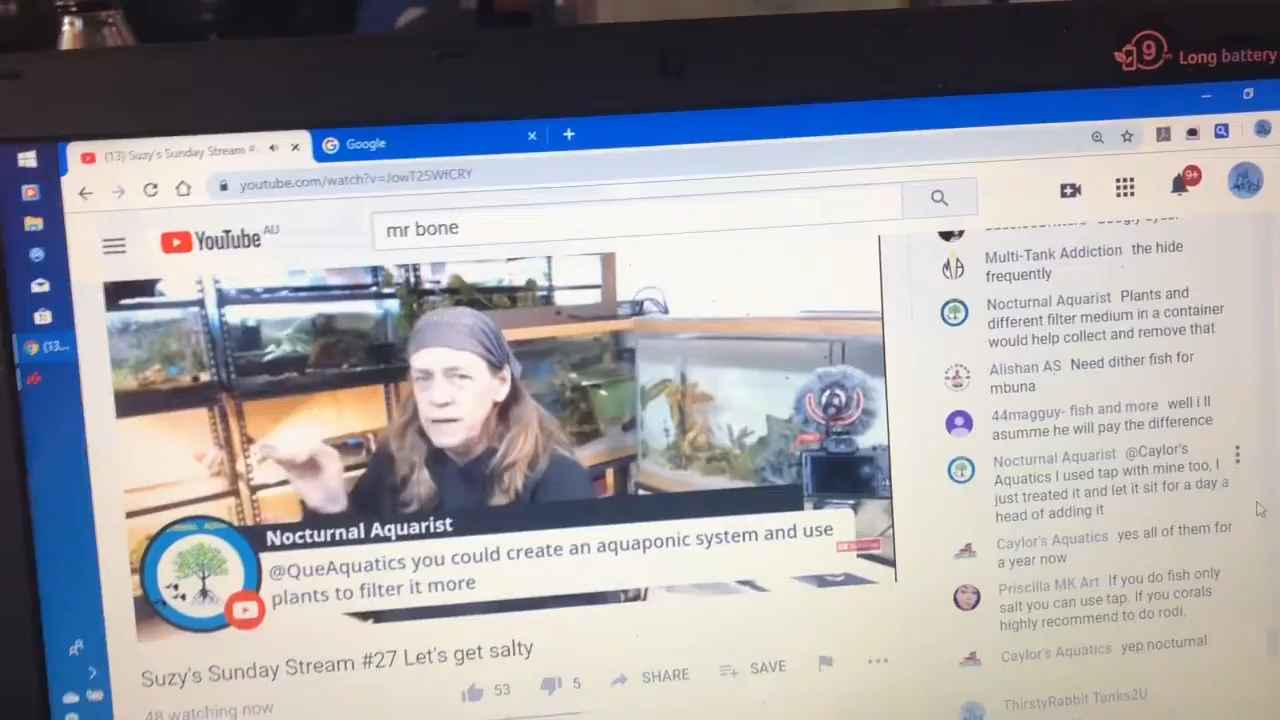 9 Long battery
(13) Suzy's Sunday Stream #
Google
youtube.com/watch?v=JowT25WfCRY
YouTube AU
mr bone
9+
(13...
Multi-Tank Addiction the hide
frequently
Nocturnal Aquarist Plants and
different filter medium in a container
would help collect and remove that
Alishan AS Need dither fish for
mbuna
44magguy- fish and more well i ll
asumme he will pay the difference
Nocturnal Aquarist @Caylor's
Aquatics I used tap with mine too, I
just treated it and let it sit for a day a
head of adding it
Caylor's Aquatics yes all of them for
a year now
Priscilla MK Art If you do fish only
salt you can use tap. If you corals
highly recommend to do rodi.
Caylor's Aquatics yep nocturnal
ThirstyRabbit Tanks2U
Nocturnal Aquarist
@QueAquatics you could create an aquaponic system and use
plants to filter it more
Suzy's Sunday Stream #27 Let's get salty
48 watching now
53
5
SHARE
SAVE